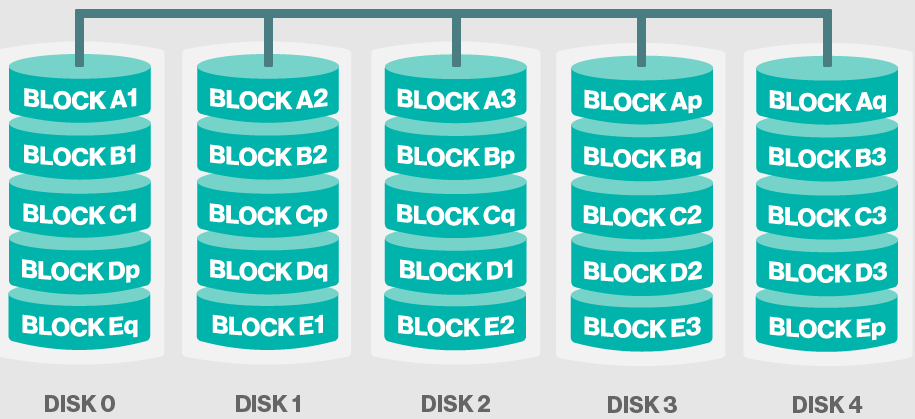 BLOCK A1 BLOCK A2 BLOCK A3 BLOCK Ap BLOCK Aq
BLOCK B1 BLOCK B2 BLOCK Bp BLOCK Bq BLOCK B3
BLOCK C1 BLOCK Cp BLOCK Cq BLOCK C2 BLOCK C3
BLOCK Dp BLOCK Dq BLOCK D1 BLOCK D2 BLOCK D3
BLOCK Eq BLOCK E1 BLOCK E2 BLOCK E3 BLOCK Ep
DISK 0 DISK 1 DISK 2 DISK 3 DISK 4